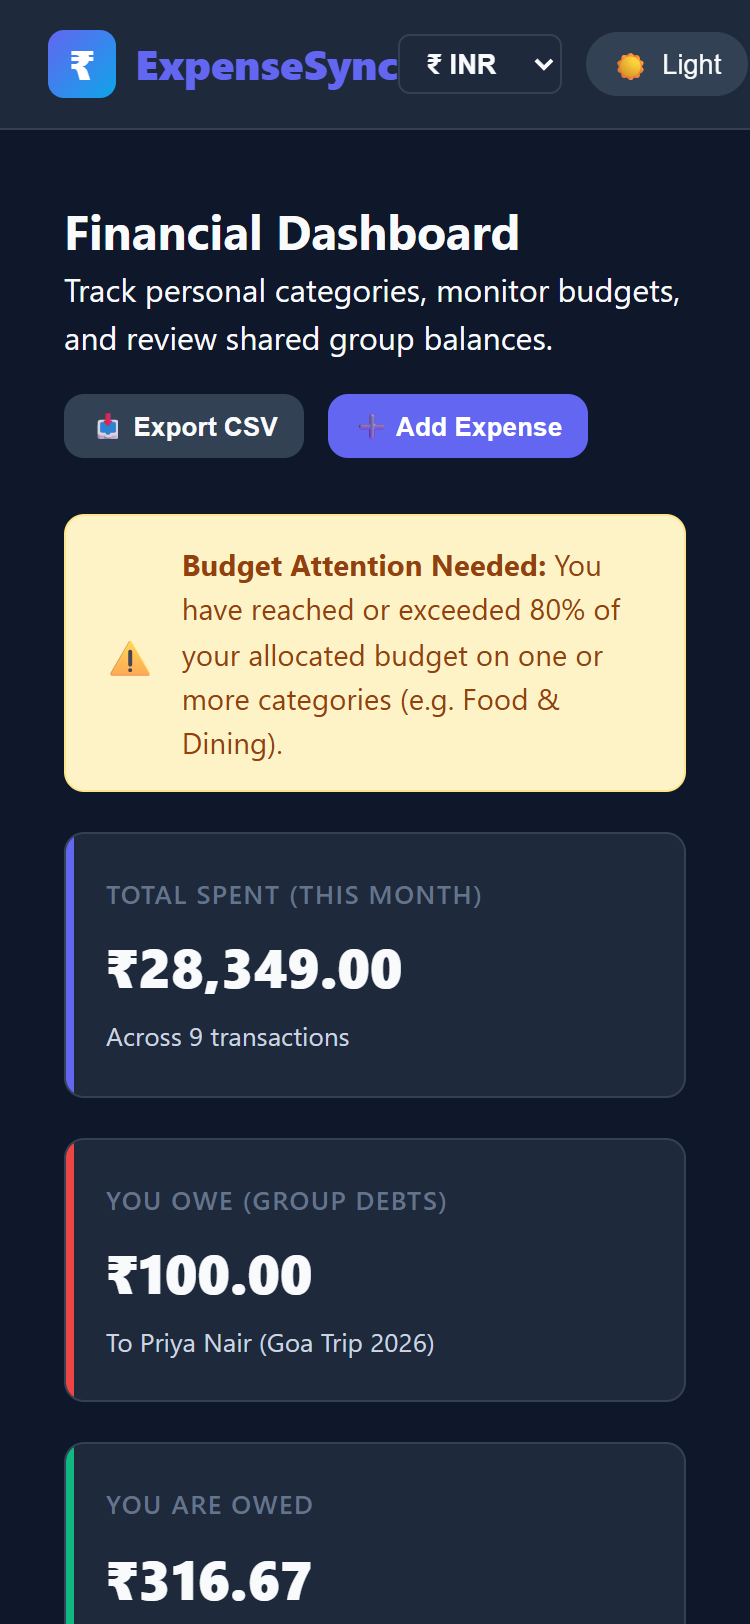 ₹ ExpenseSync ₹ INR Light
Financial Dashboard
Track personal categories, monitor budgets,
and review shared group balances.
Export CSV Add Expense
Budget Attention Needed: You
have reached or exceeded 80% of
your allocated budget on one or
more categories (e.g. Food &
Dining).
TOTAL SPENT (THIS MONTH)
₹28,349.00
Across 9 transactions
YOU OWE (GROUP DEBTS)
₹100.00
To Priya Nair (Goa Trip 2026)
YOU ARE OWED
₹316.67